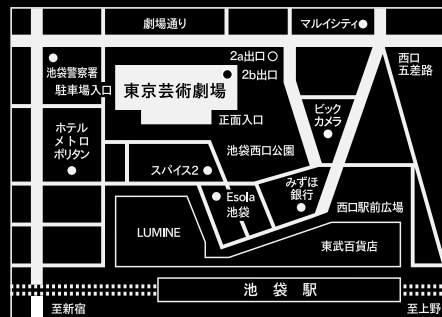 劇場通り
マルイシティ
2a出口
2b出口
西口
五差路
池袋警察署
駐車場入口
東京芸術劇場
正面入口
ビック
カメラ
ホテル
メトロ
ポリタン
池袋西口公園
スパイス2
Esola
池袋
みずほ
銀行
西口駅前広場
LUMINE
東武百貨店
池袋駅
至新宿
至上野